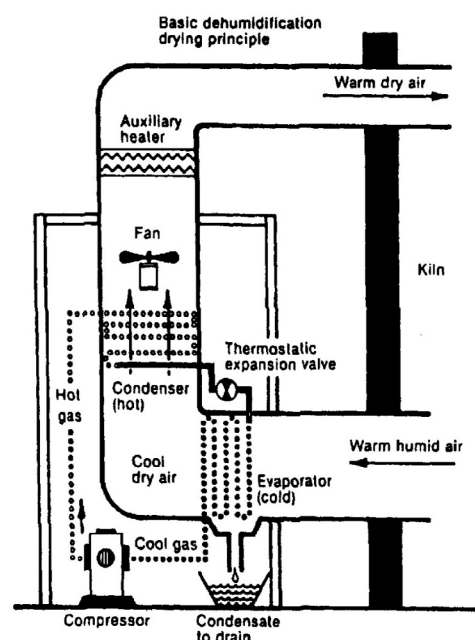 Basic dehumidification
drying principle
Warm dry air
Auxiliary
heater
Fan
Kiln
Thermostatic
expansion valve
Hot
gas
Condenser
(hot)
Warm humid air
Cool
dry air
Evaporator
(cold)
Cool gas
Compressor
Condensate
to drain